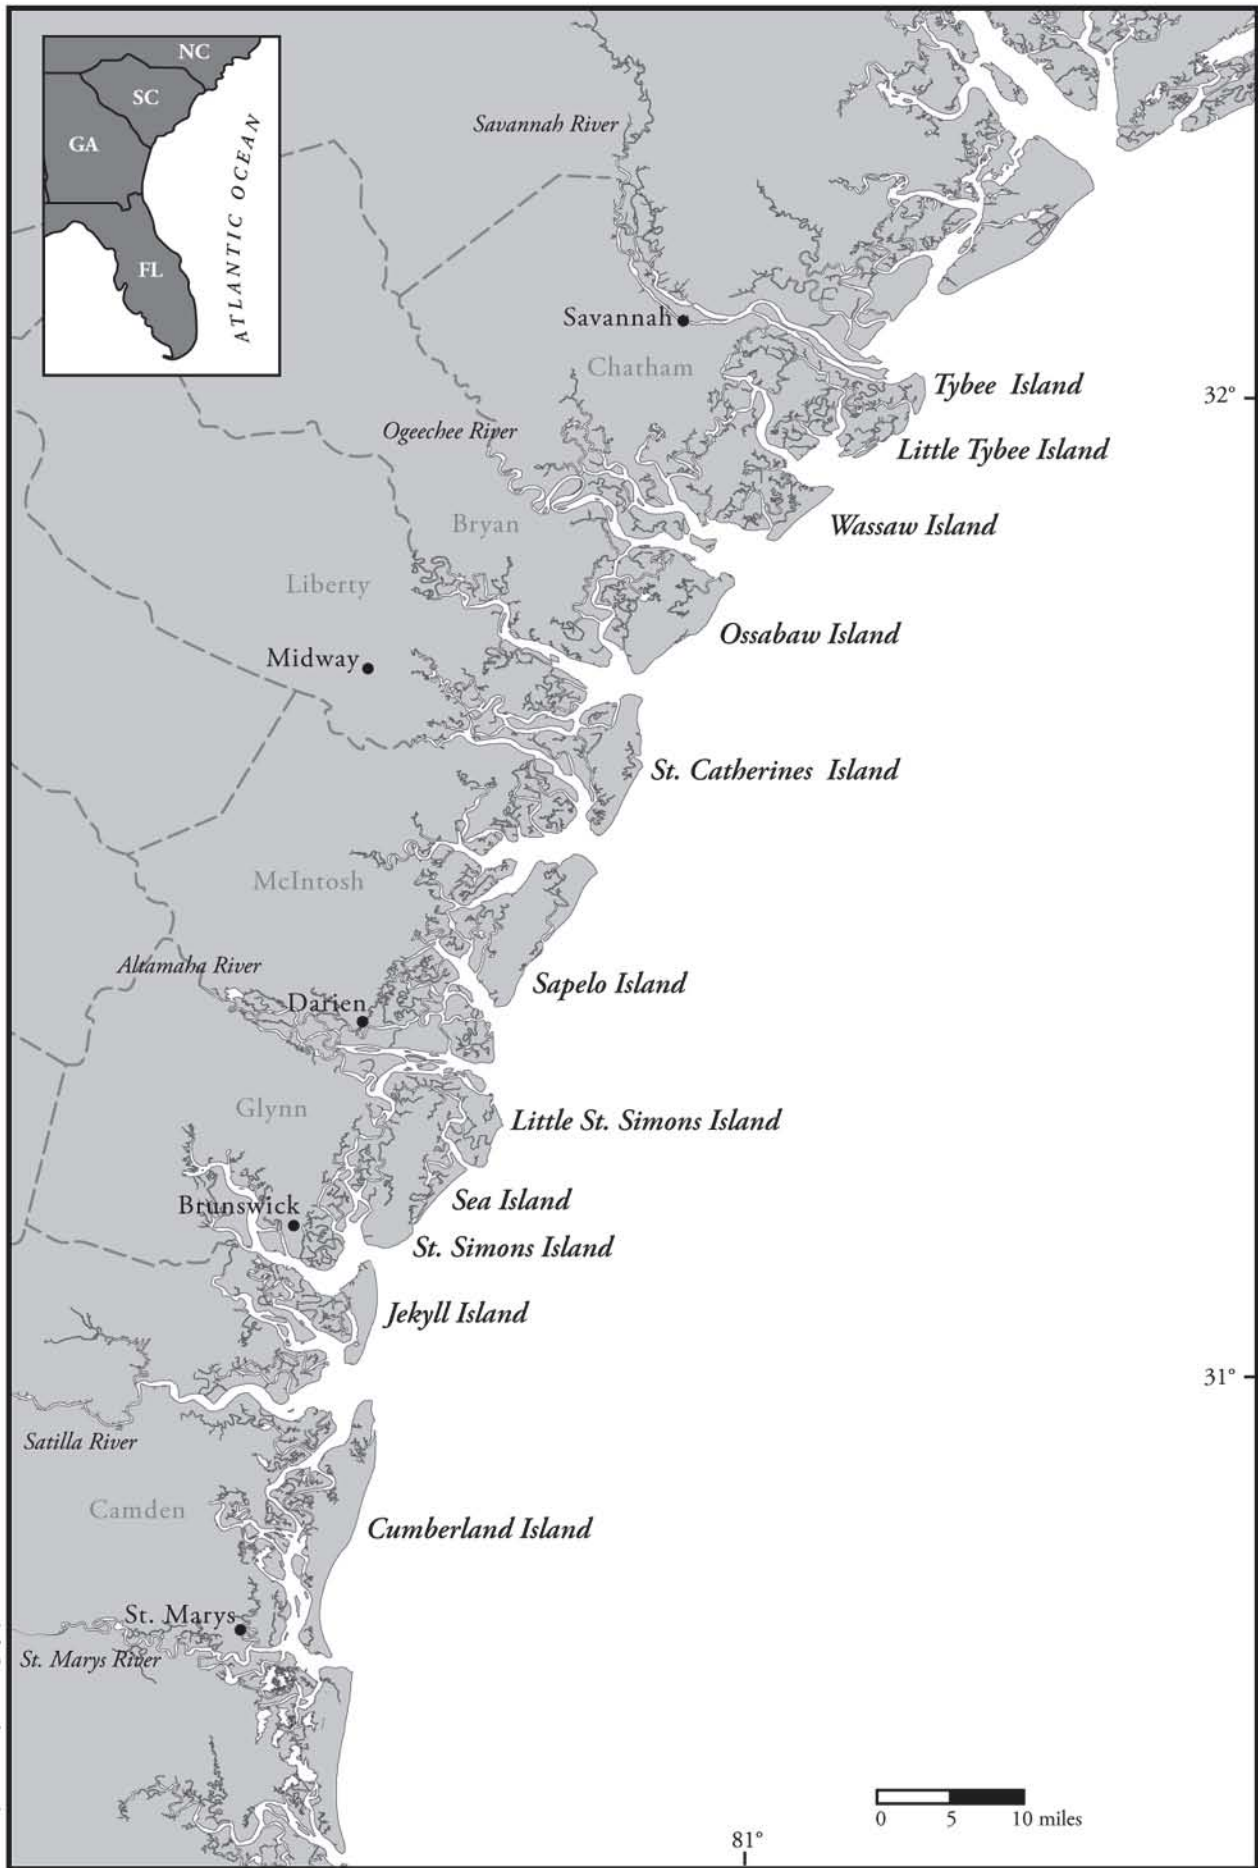 NC
SC
GA
FL
ATLANTIC OCEAN
Savannah River
Savannah
Chatham
Tybee Island
32°
Ogeechee River
Little Tybee Island
Bryan
Wassaw Island
Liberty
Ossabaw Island
Midway
St. Catherines Island
McIntosh
Altamaha River
Sapelo Island
Darien
Glynn
Little St. Simons Island
Brunswick
Sea Island
St. Simons Island
Jekyll Island
31°
Satilla River
Camden
Cumberland Island
St. Marys
St. Marys River
0 5 10 miles
81°